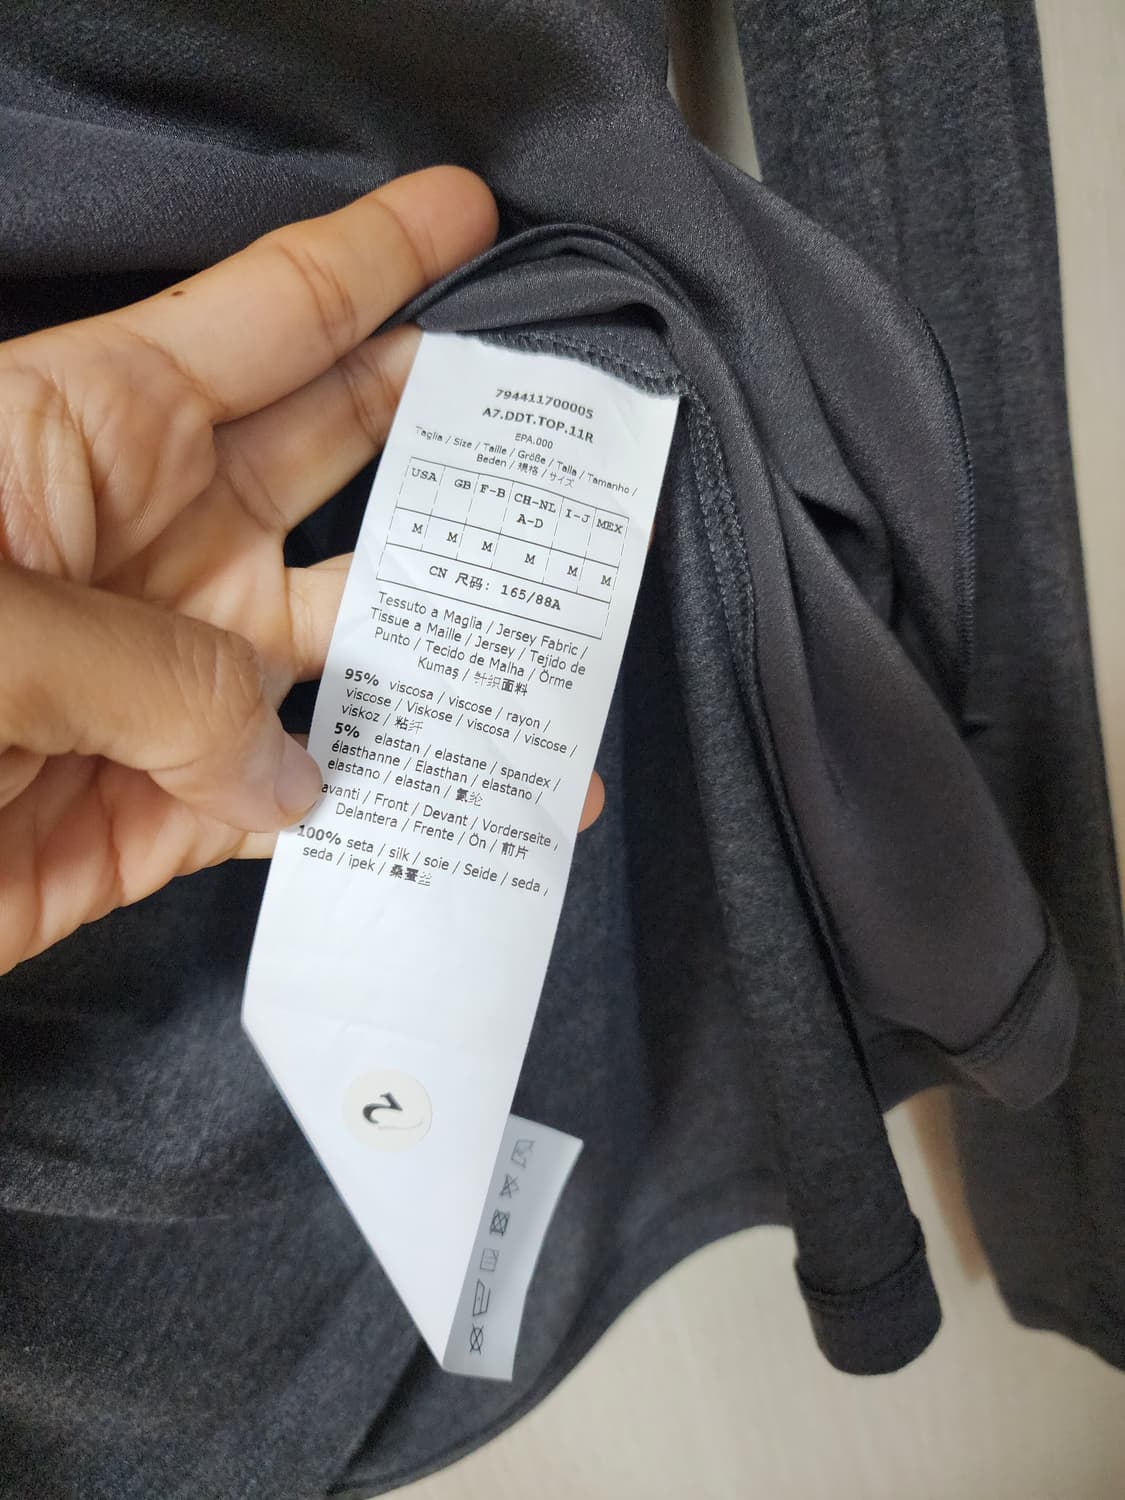 794411700005
A7.DDT.TOP.11R
EPA.000
Taglia / Size / Taille / Größe / Talla / Tamanho /
Beden / 規格 / サイズ
USA GB F-B CH-NL A-D I-J MEX
M M M M M M
CN 尺码: 165/88A
Tessuto a Maglia / Jersey Fabric /
Tissue a Maille / Jersey / Tejido de
Punto / Tecido de Malha / Örme
Kumaş / 针织面料
95% viscosa / viscose / rayon /
viscose / Viskose / viscosa / viscose /
viskoz / 粘纤
5% elastan / elastane / spandex /
élasthanne / Elasthan / elastano /
elastano / elastan / 氨纶
avanti / Front / Devant / Vorderseite /
Delantera / Frente / Ön / 前片
100% seta / silk / soie / Seide / seda /
seda / ipek / 桑蚕丝
2